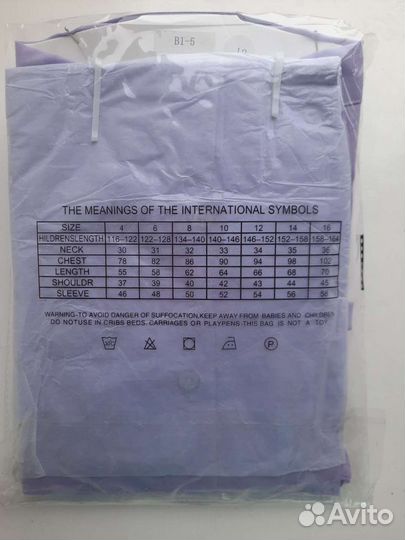 B1-5
THE MEANINGS OF THE INTERNATIONAL SYMBOLS
SIZE 4 6 8 10 12 14 16
HILDRENSLENGTH 116-122 122-128 134-140 140-146 146-152 152-158 158-164
NECK 30 31 32 33 34 35 36
CHEST 78 82 86 90 94 98 102
LENGTH 55 58 62 64 66 68 70
SHOULDR 37 39 40 42 43 44 45
SLEEVE 46 48 50 52 54 56 58
WARNING-TO AVOID DANGER OF SUFFOCATION,KEEP AWAY FROM BABIES AND CHILDREN
DO NOTUSE IN CRIBS BEDS. CARRIAGES OR PLAYPENS·THIS BAG IS NOT A TOY
P
Avito